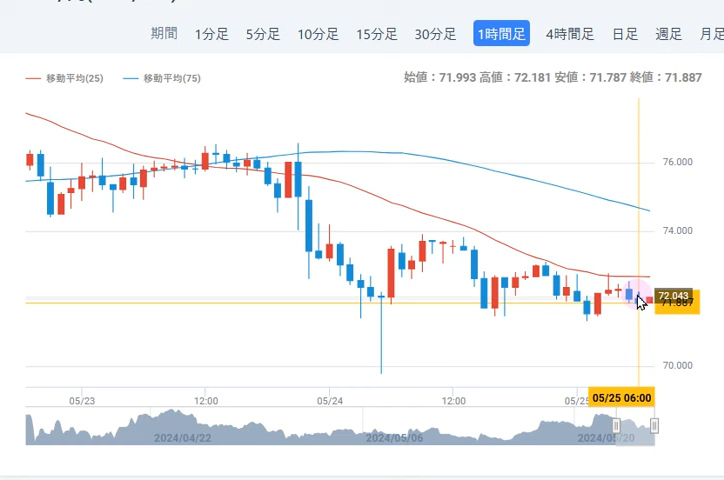 期間 1分足 5分足 10分足 15分足 30分足 1時間足 4時間足 日足 週足
移動平均(25) 移動平均(75) 始値：71.993 高値：72.181 安値：71.787 終値：71.887
76.000
74.000
72.043
71.887
70.000
05/23 12:00 05/24 12:00 05/25 06:00
2024/04/22 2024/05/06 2024/05/20